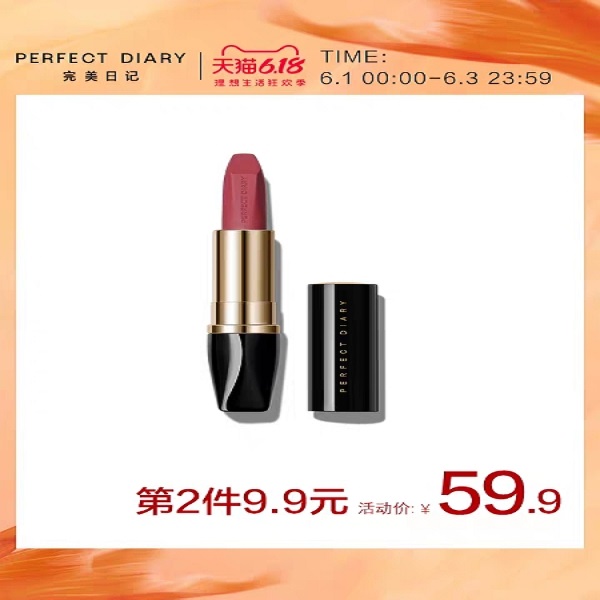 PERFECT DIARY
完美日记
天猫6.18
理想生活狂欢季
TIME:
6.1 00:00-6.3 23:59
PERFECT DIARY
PERFECT DIARY
第2件9.9元 活动价: ¥ 59.9